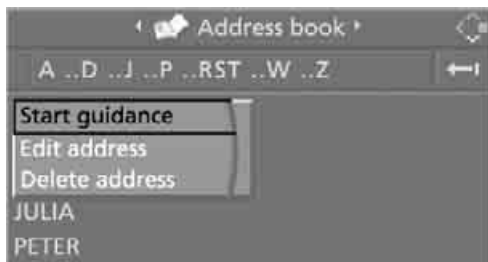 Address book
A ..D ..J ..P ..RST ..W ..Z
Start guidance
Edit address
Delete address
JULIA
PETER